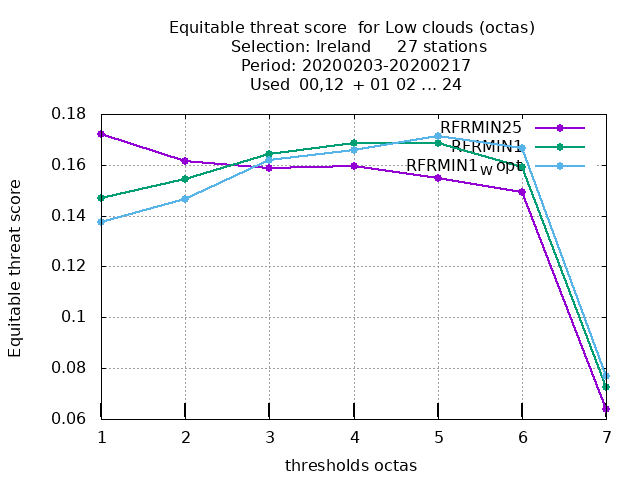 Equitable threat score  for Low clouds (octas)
Selection: Ireland     27 stations
Period: 20200203-20200217
Used  00,12  + 01 02 ... 24
RFRMIN25
RFRMIN1
RFRMIN1w opt
Equitable threat score
0.18
0.16
0.14
0.12
0.1
0.08
0.06
1 2 3 4 5 6 7
thresholds octas